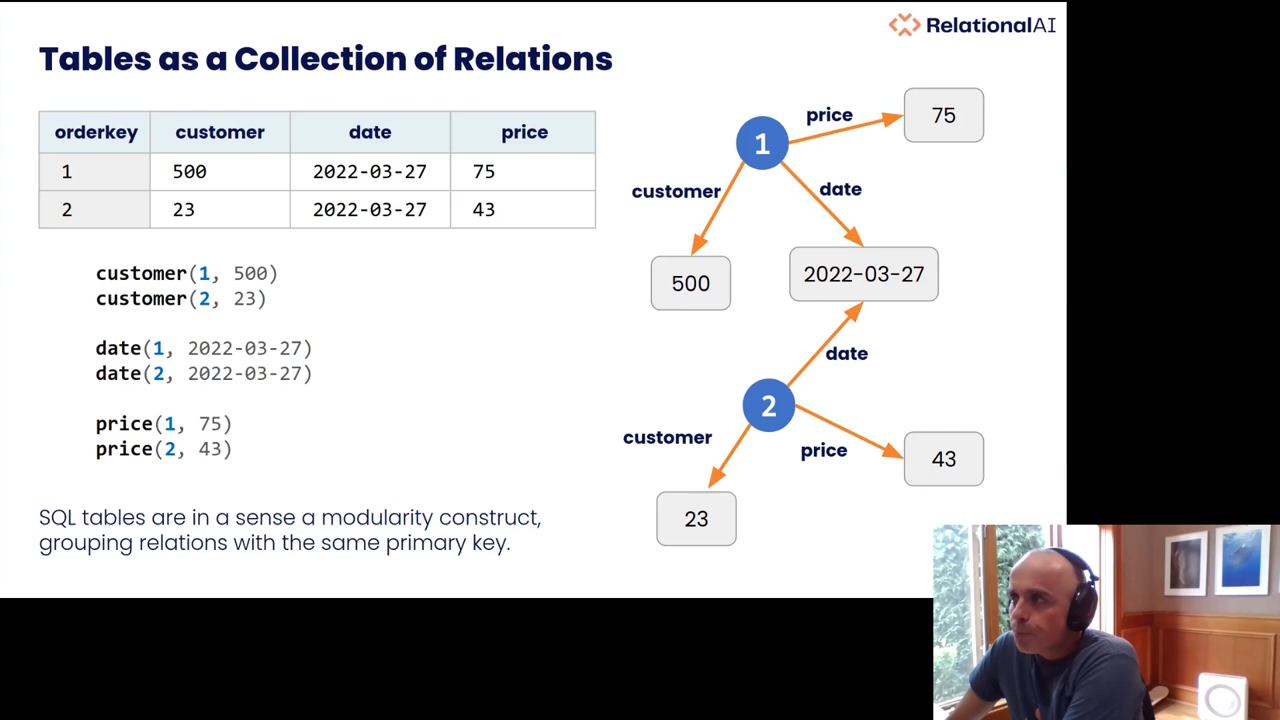 RelationalAI
Tables as a Collection of Relations
orderkey customer date price
1 500 2022-03-27 75
2 23 2022-03-27 43
customer(1, 500)
customer(2, 23)
date(1, 2022-03-27)
date(2, 2022-03-27)
price(1, 75)
price(2, 43)
SQL tables are in a sense a modularity construct,
grouping relations with the same primary key.
price
75
1
customer
date
500
2022-03-27
date
2
customer
price
43
23